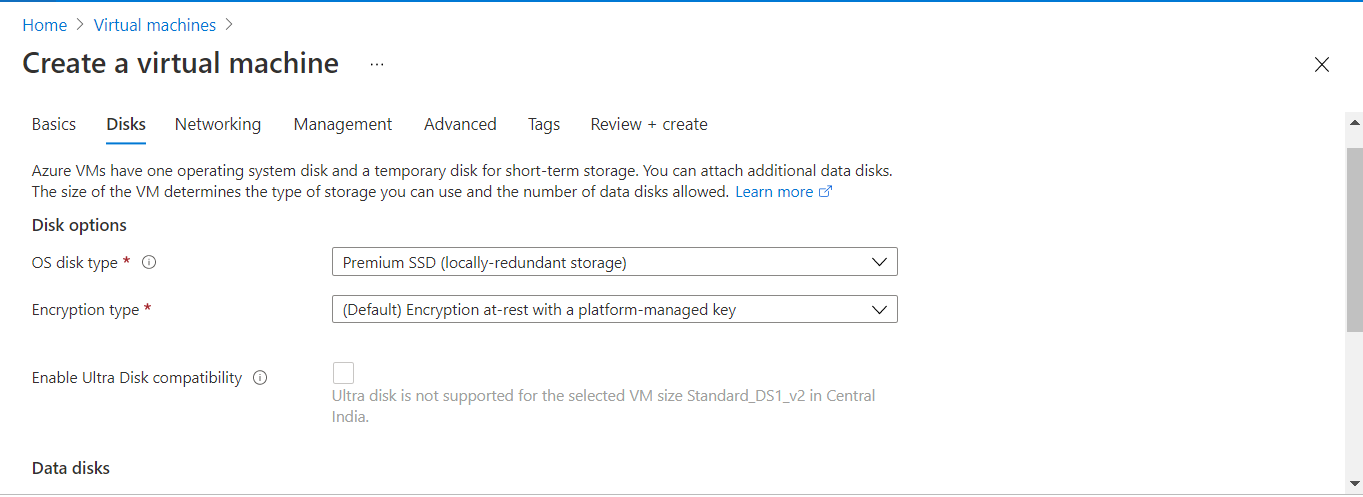 Home > Virtual machines >
Create a virtual machine ...
Basics Disks Networking Management Advanced Tags Review + create
Azure VMs have one operating system disk and a temporary disk for short-term storage. You can attach additional data disks.
The size of the VM determines the type of storage you can use and the number of data disks allowed. Learn more
Disk options
OS disk type * Premium SSD (locally-redundant storage)
Encryption type * (Default) Encryption at-rest with a platform-managed key
Enable Ultra Disk compatibility
Ultra disk is not supported for the selected VM size Standard_DS1_v2 in Central
India.
Data disks